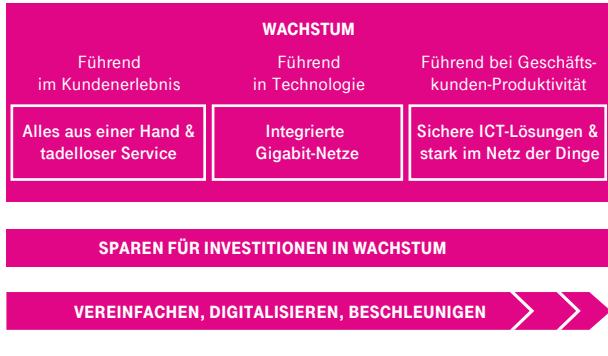 WACHSTUM
Führend
im Kundenerlebnis
Führend
in Technologie
Führend bei Geschäfts-
kunden-Produktivität
Alles aus einer Hand &
tadelloser Service
Integrierte
Gigabit-Netze
Sichere ICT-Lösungen &
stark im Netz der Dinge
SPAREN FÜR INVESTITIONEN IN WACHSTUM
VEREINFACHEN, DIGITALISIEREN, BESCHLEUNIGEN